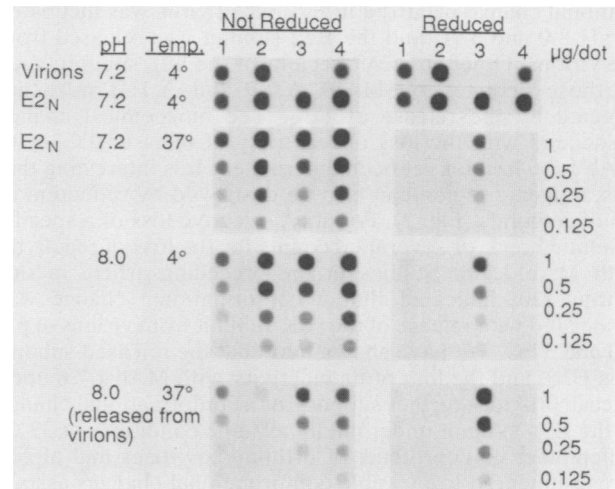 Not Reduced Reduced
pH Temp. 1 2 3 4 1 2 3 4 µg/dot
Virions 7.2 4°
E2N 7.2 4°
E2N 7.2 37° 1
0.5
0.25
0.125
8.0 4° 1
0.5
0.25
0.125
8.0 37° 1
(released from 0.5
virions) 0.25
0.125